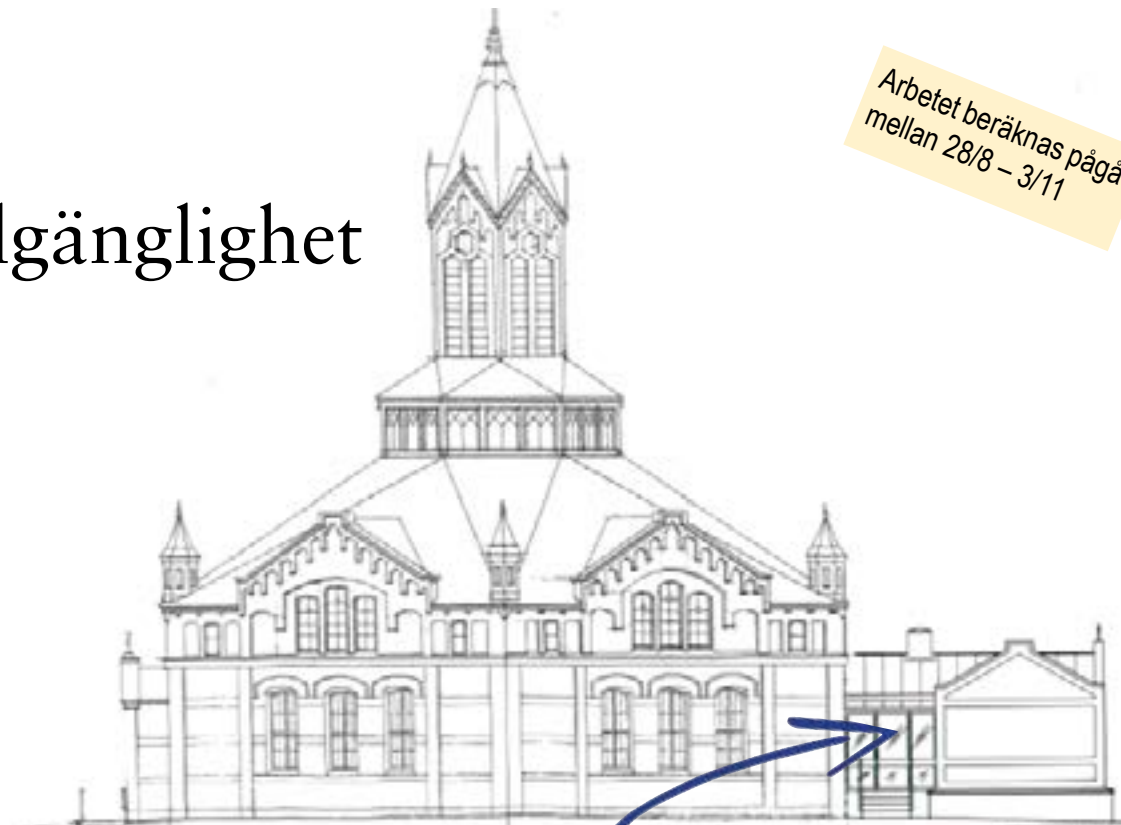 lgänglighet
Arbetet beräknas pågå
mellan 28/8 – 3/11